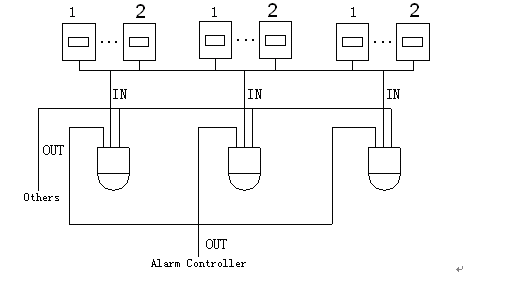 1 ... 2 1 ... 2 1 ... 2
IN IN IN
OUT
Others
OUT
Alarm Controller